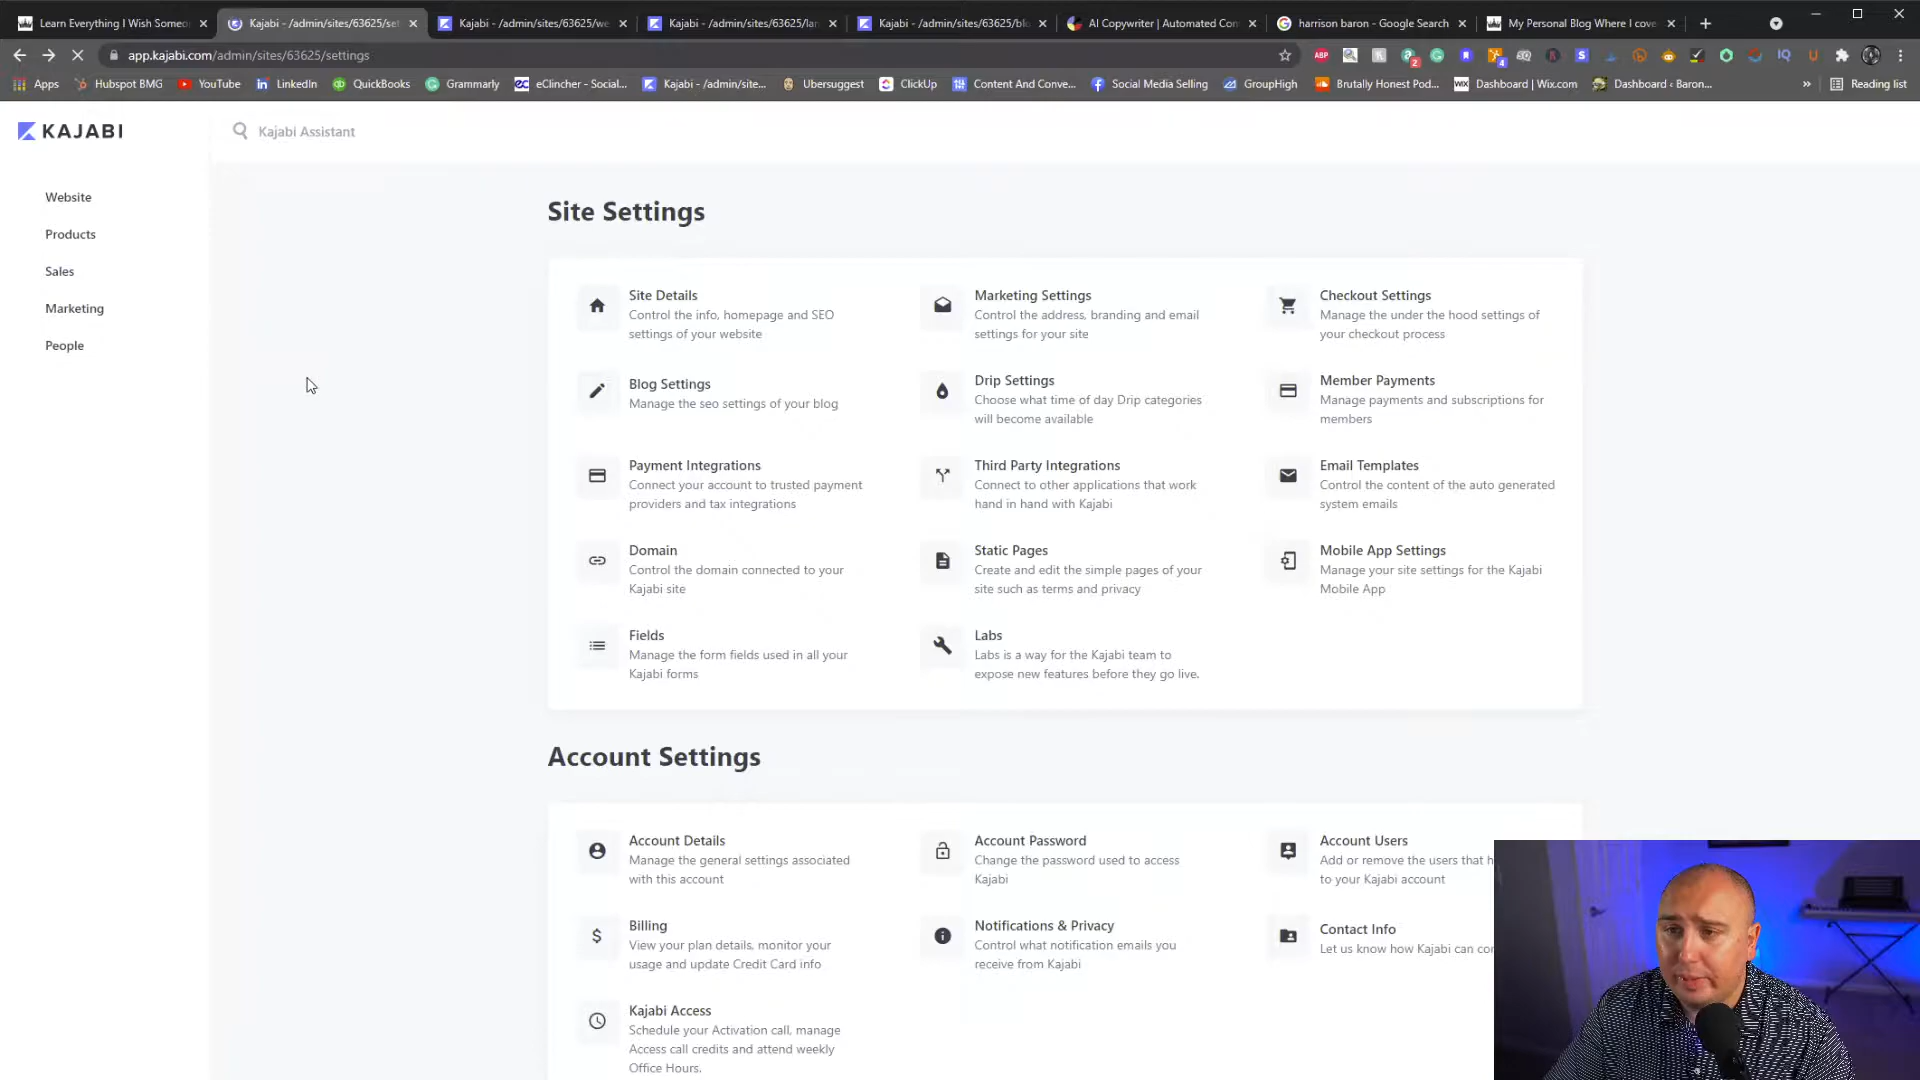 Learn Everything I Wish Someo
Kajabi - /admin/sites/63625/set
Kajabi - /admin/sites/63625/we
Kajabi - /admin/sites/63625/lan
Kajabi - /admin/sites/63625/blo
AI Copywriter | Automated Con
harrison baron - Google Search
My Personal Blog Where I cove
app.kajabi.com/admin/sites/63625/settings
Apps
Hubspot BMG
YouTube
LinkedIn
QuickBooks
Grammarly
eClincher - Social...
Kajabi - /admin/site...
Ubersuggest
ClickUp
Content And Conve...
Social Media Selling
GroupHigh
Brutally Honest Pod...
Dashboard | Wix.com
Dashboard ‹ Baron...
Reading list
KAJABI
Kajabi Assistant
Website
Products
Sales
Marketing
People
Site Settings
Site Details
Control the info, homepage and SEO
settings of your website
Marketing Settings
Control the address, branding and email
settings for your site
Checkout Settings
Manage the under the hood settings of
your checkout process
Blog Settings
Manage the seo settings of your blog
Drip Settings
Choose what time of day Drip categories
will become available
Member Payments
Manage payments and subscriptions for
members
Payment Integrations
Connect your account to trusted payment
providers and tax integrations
Third Party Integrations
Connect to other applications that work
hand in hand with Kajabi
Email Templates
Control the content of the auto generated
system emails
Domain
Control the domain connected to your
Kajabi site
Static Pages
Create and edit the simple pages of your
site such as terms and privacy
Mobile App Settings
Manage your site settings for the Kajabi
Mobile App
Fields
Manage the form fields used in all your
Kajabi forms
Labs
Labs is a way for the Kajabi team to
expose new features before they go live.
Account Settings
Account Details
Manage the general settings associated
with this account
Account Password
Change the password used to access
Kajabi
Account Users
Add or remove the users that h
to your Kajabi account
Billing
View your plan details, monitor your
usage and update Credit Card info
Notifications & Privacy
Control what notification emails you
receive from Kajabi
Contact Info
Let us know how Kajabi can con
Kajabi Access
Schedule your Activation call, manage
Access call credits and attend weekly
Office Hours.